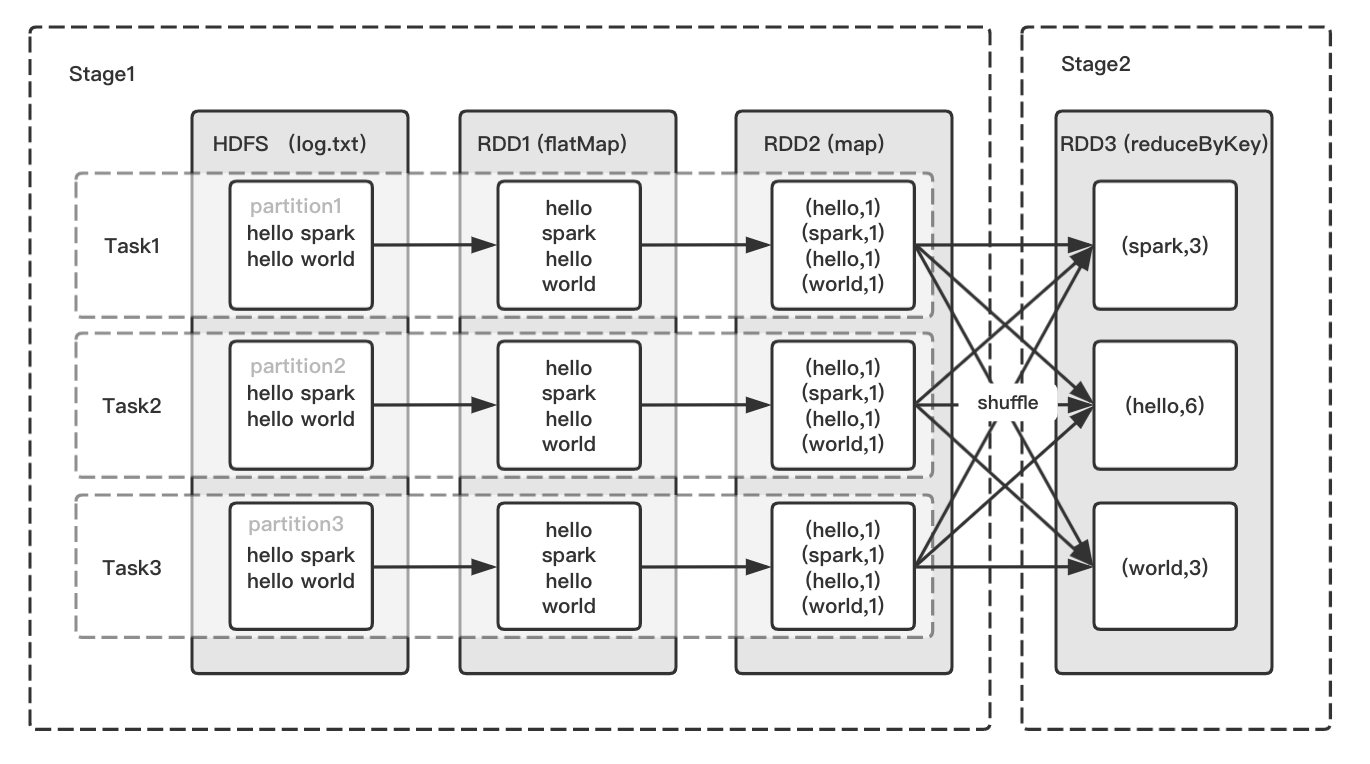 Stage1
Stage2
HDFS （log.txt)
RDD1 (flatMap)
RDD2 (map)
RDD3 (reduceByKey)
Task1
partition1
hello spark
hello world
hello
spark
hello
world
(hello,1)
(spark,1)
(hello,1)
(world,1)
(spark,3)
Task2
partition2
hello spark
hello world
hello
spark
hello
world
(hello,1)
(spark,1)
(hello,1)
(world,1)
shuffle
(hello,6)
Task3
partition3
hello spark
hello world
hello
spark
hello
world
(hello,1)
(spark,1)
(hello,1)
(world,1)
(world,3)